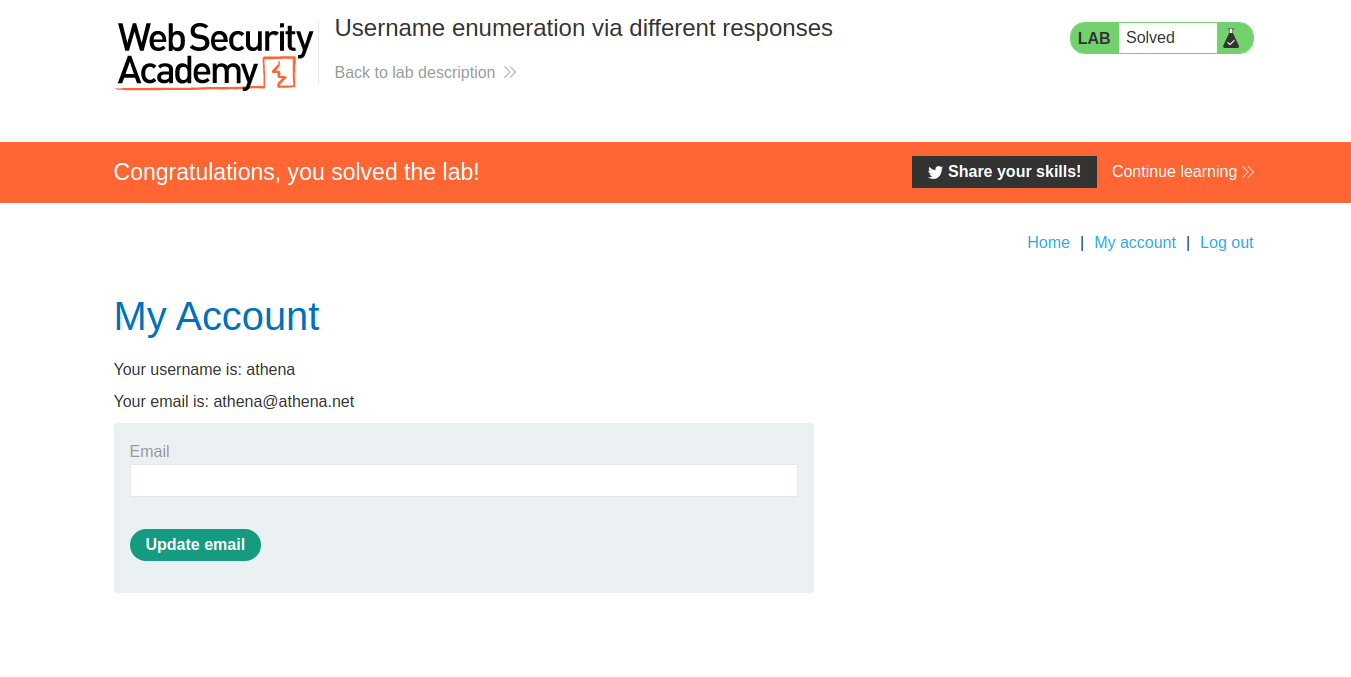 Web Security
Academy
Username enumeration via different responses
Back to lab description
LAB Solved
Congratulations, you solved the lab!
Share your skills!
Continue learning
Home | My account | Log out
My Account
Your username is: athena
Your email is: athena@athena.net
Email
Update email